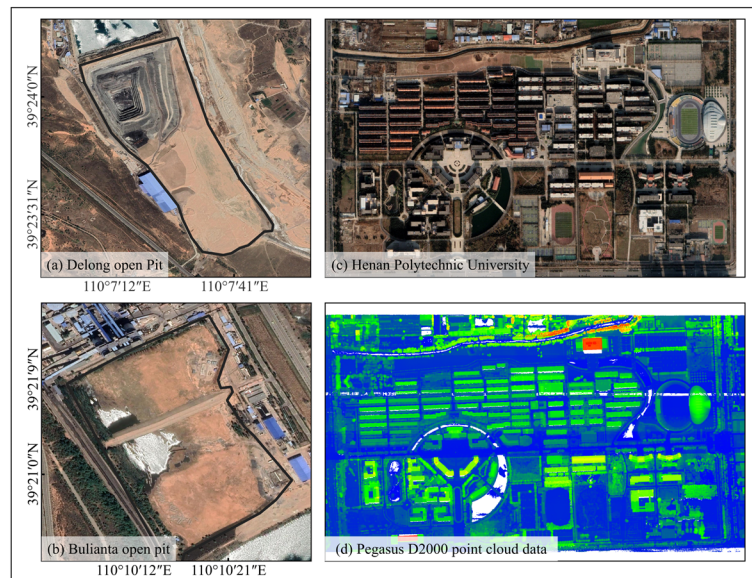 39°24′0″N
39°23′31″N
(a) Delong open Pit
110°7′12″E
110°7′41″E
(c) Henan Polytechnic University
39°21′9″N
39°21′0″N
(b) Bulianta open pit
110°10′12″E
110°10′21″E
(d) Pegasus D2000 point cloud data